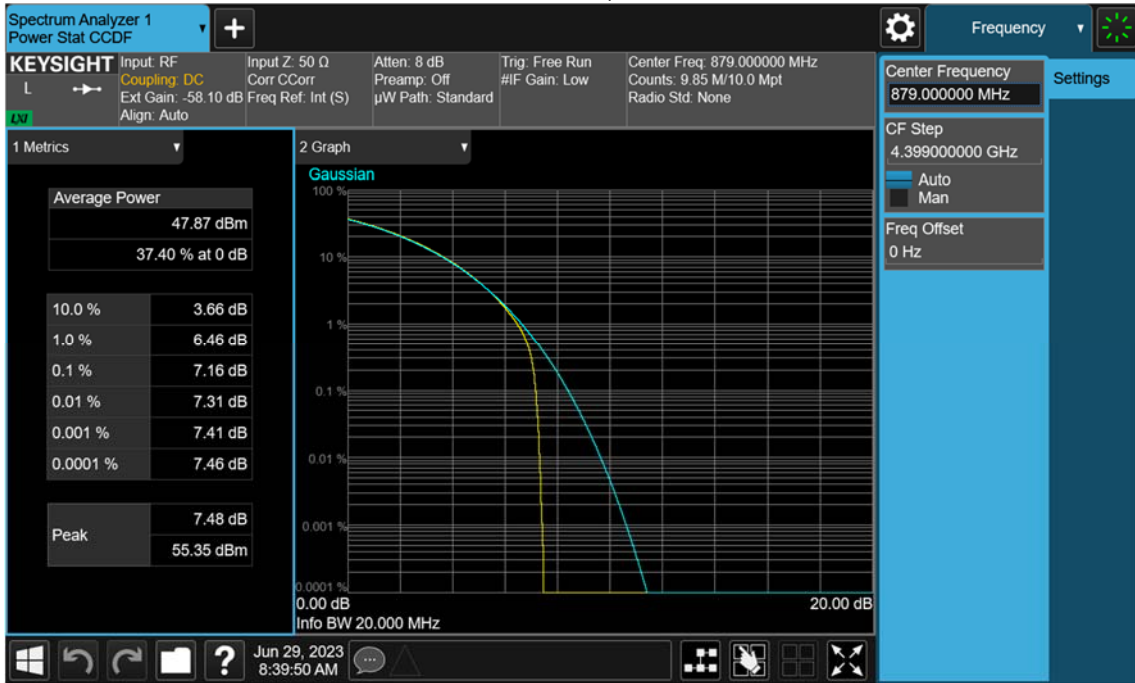 Spectrum Analyzer 1
Power Stat CCDF
+
Frequency
KEYSIGHT
L
LXI
Input: RF
Coupling: DC
Ext Gain: -58.10 dB
Align: Auto
Input Z: 50 Ω
Corr CCorr
Freq Ref: Int (S)
Atten: 8 dB
Preamp: Off
µW Path: Standard
Trig: Free Run
#IF Gain: Low
Center Freq: 879.000000 MHz
Counts: 9.85 M/10.0 Mpt
Radio Std: None
Center Frequency
879.000000 MHz
Settings
CF Step
4.399000000 GHz
Auto
Man
Freq Offset
0 Hz
1 Metrics
Average Power
47.87 dBm
37.40 % at 0 dB
10.0 % 3.66 dB
1.0 % 6.46 dB
0.1 % 7.16 dB
0.01 % 7.31 dB
0.001 % 7.41 dB
0.0001 % 7.46 dB
Peak 7.48 dB
55.35 dBm
2 Graph
Gaussian
100 %
10 %
1 %
0.1 %
0.01 %
0.001 %
0.0001 %
0.00 dB 20.00 dB
Info BW 20.000 MHz
?
Jun 29, 2023
8:39:50 AM